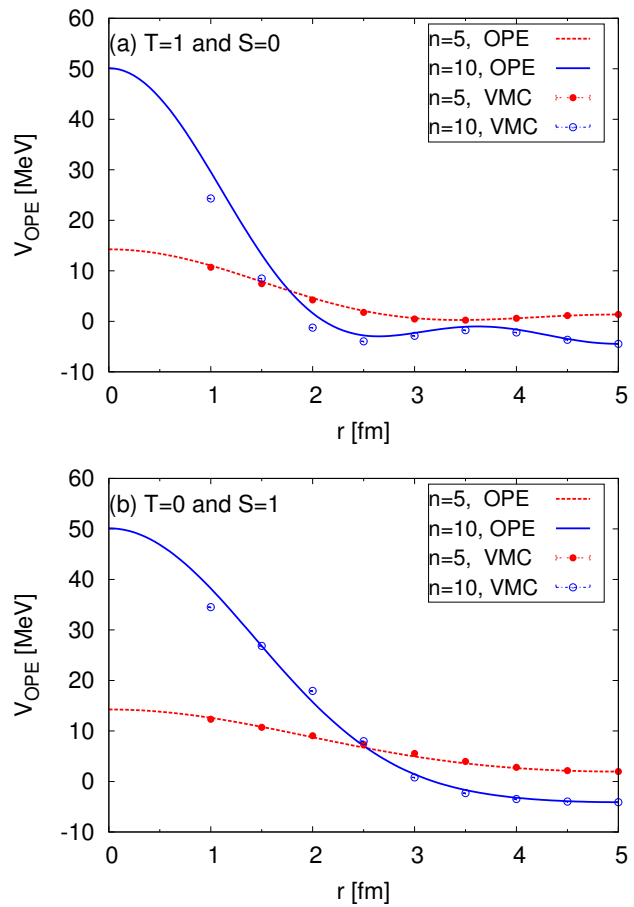 (a) T=1 and S=0
n=5, OPE
n=10, OPE
n=5, VMC
n=10, VMC
60
50
40
30
20
10
0
-10
V_OPE [MeV]
0 1 2 3 4 5
r [fm]
(b) T=0 and S=1
n=5, OPE
n=10, OPE
n=5, VMC
n=10, VMC
60
50
40
30
20
10
0
-10
V_OPE [MeV]
0 1 2 3 4 5
r [fm]